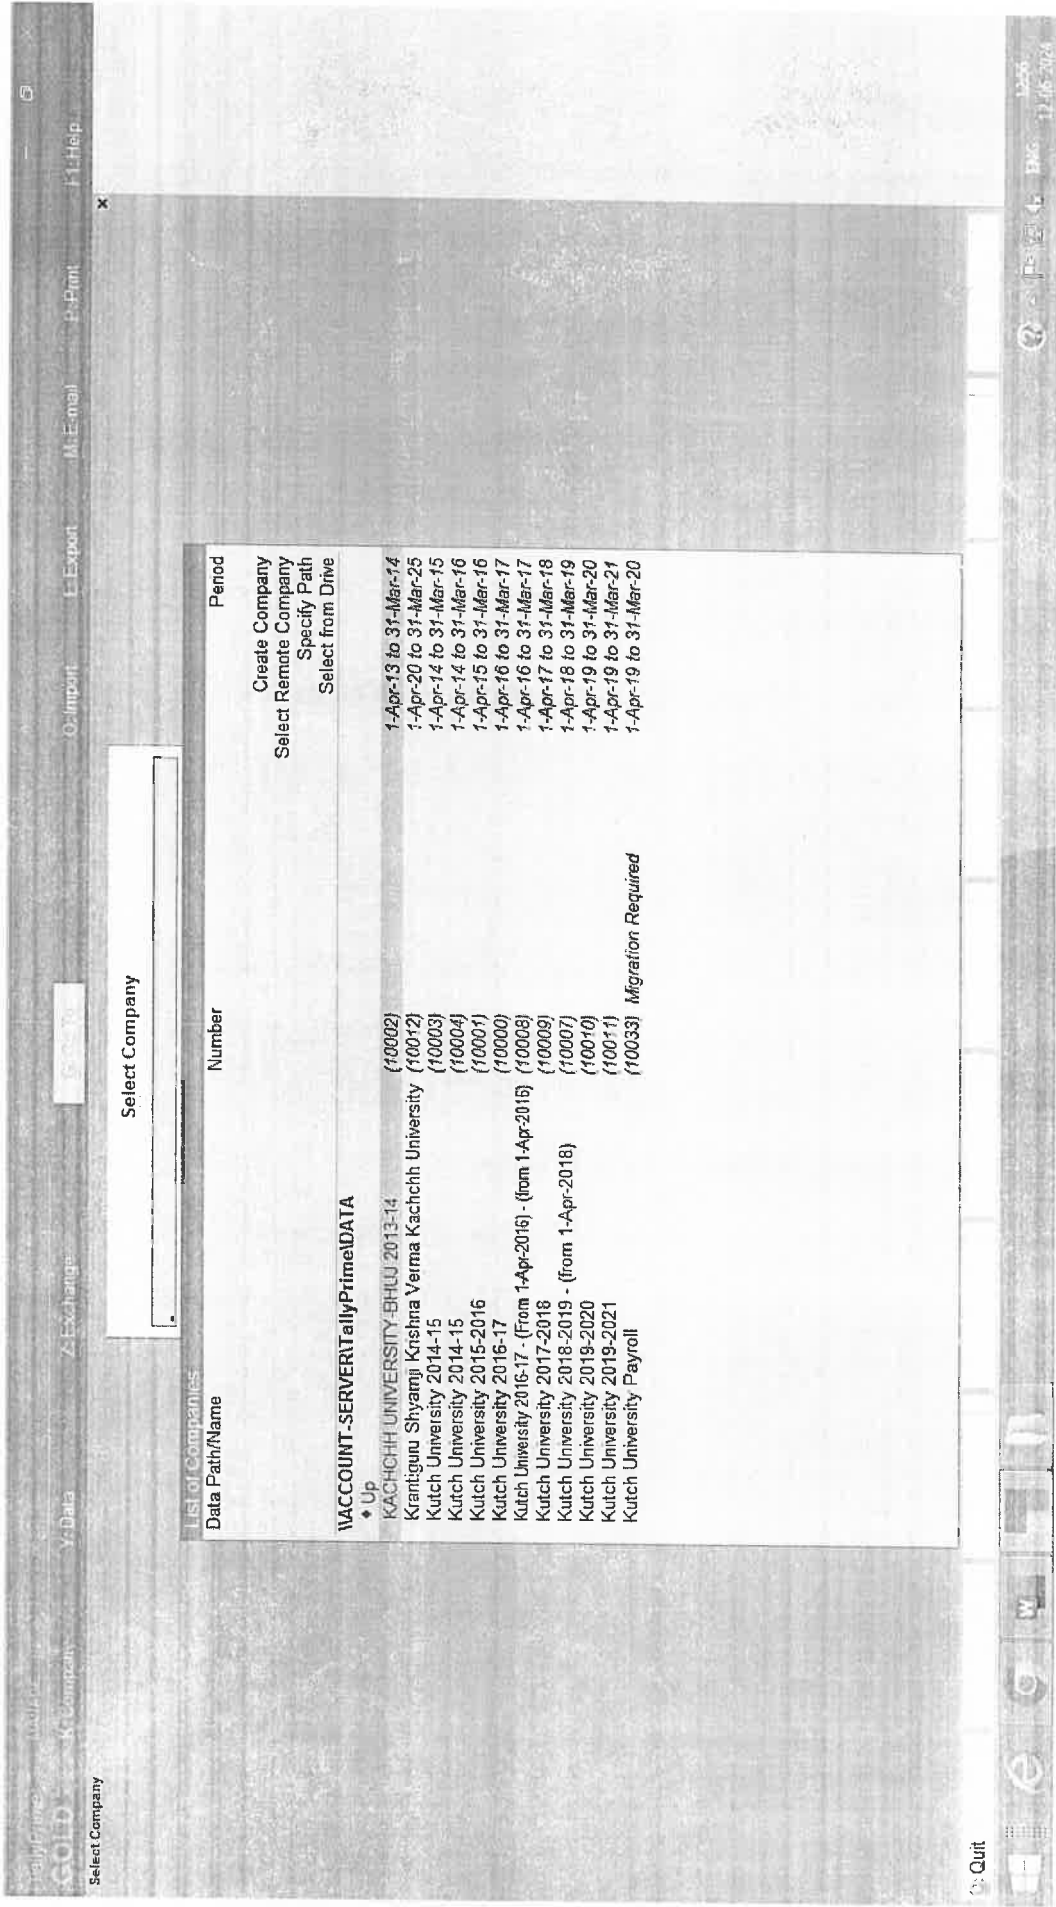 TallyPrime
GOLD K: Company Y: Data Z: Exchange G: Go To O: Import E: Export M: E-mail P: Print F1: Help
Select Company
×
Select Company
List of Companies
Data Path/Name Number Period
Create Company
Select Remote Company
Specify Path
Select from Drive
\\ACCOUNT-SERVER\TallyPrime\DATA
♦ Up
KACHCHH UNIVERSITY-BHUJ 2013-14 (10002) 1-Apr-13 to 31-Mar-14
Krantiguru Shyamji Krishna Verma Kachchh University (10012) 1-Apr-20 to 31-Mar-25
Kutch University 2014-15 (10003) 1-Apr-14 to 31-Mar-15
Kutch University 2014-15 (10004) 1-Apr-14 to 31-Mar-16
Kutch University 2015-2016 (10001) 1-Apr-15 to 31-Mar-16
Kutch University 2016-17 (10000) 1-Apr-16 to 31-Mar-17
Kutch University 2016-17 - (From 1-Apr-2016) - (from 1-Apr-2016) (10008) 1-Apr-16 to 31-Mar-17
Kutch University 2017-2018 (10009) 1-Apr-17 to 31-Mar-18
Kutch University 2018-2019 - (from 1-Apr-2018) (10007) 1-Apr-18 to 31-Mar-19
Kutch University 2019-2020 (10010) 1-Apr-19 to 31-Mar-20
Kutch University 2019-2021 (10011) 1-Apr-19 to 31-Mar-21
Kutch University Payroll (10033) Migration Required 1-Apr-19 to 31-Mar-20
Quit
ENG 12:56
12-06-2024